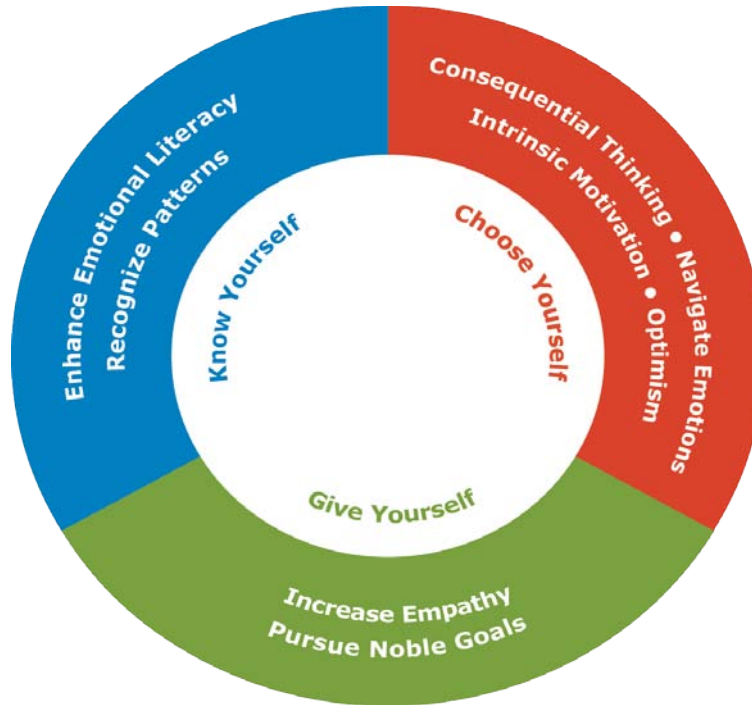 Enhance Emotional Literacy
Recognize Patterns
Know Yourself
Consequential Thinking • Navigate Emotions
Intrinsic Motivation • Optimism
Choose Yourself
Give Yourself
Increase Empathy
Pursue Noble Goals